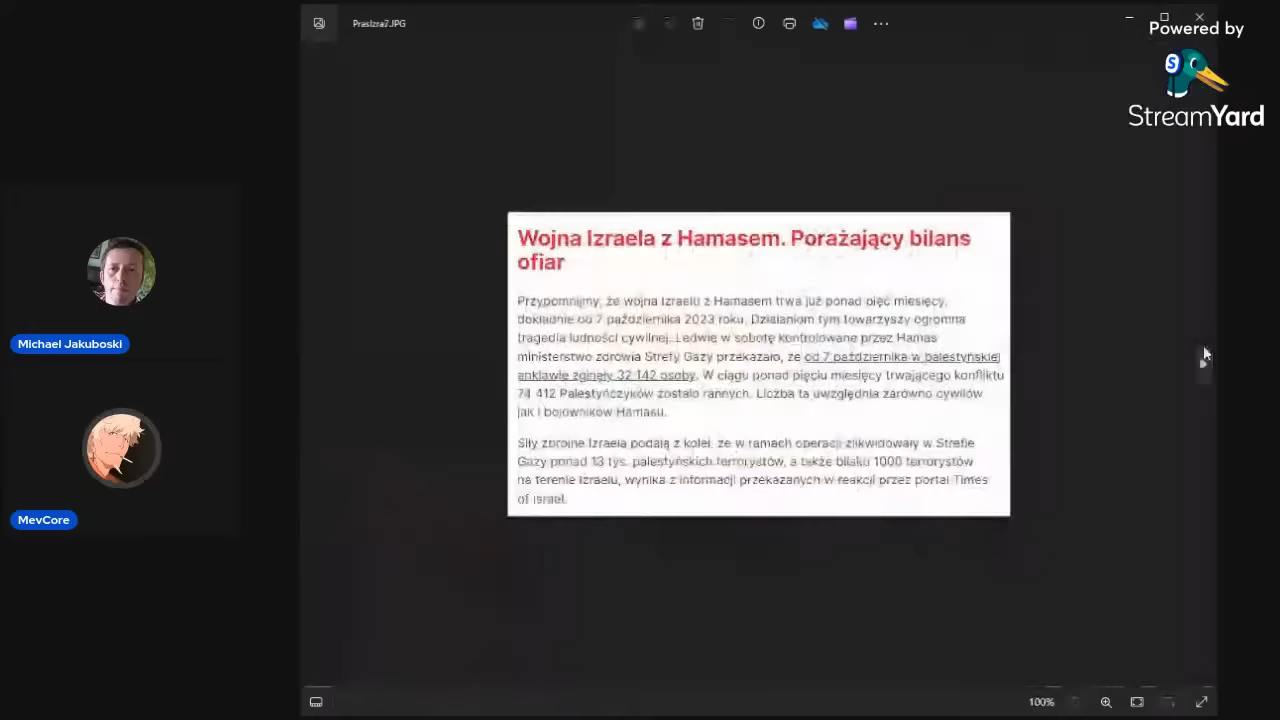 PrasIzra7.JPG
Powered by
StreamYard
Wojna Izraela z Hamasem. Porażający bilans
ofiar
Przypomnijmy, że wojna Izraelu z Hamasem trwa już ponad pięć miesięcy,
dokładnie od 7 października 2023 roku. Działaniom tym towarzyszy ogromna
tragedia ludności cywilnej. Ledwie w sobotę kontrolowane przez Hamas
ministerstwo zdrowia Strefy Gazy przekazało, że od 7 października w palestyńskiej
enklawie zginęły 32 142 osoby. W ciągu ponad pięciu miesięcy trwającego konfliktu
74 412 Palestyńczyków zostało rannych. Liczba ta uwzględnia zarówno cywilów
jak i bojowników Hamasu.
Siły zbrojne Izraela podają z kolei, że w ramach operacji zlikwidowały w Strefie
Gazy ponad 13 tys. palestyńskich terrorystów, a także blisko 1000 terrorystów
na terenie Izraelu, wynika z informacji przekazanych w reakcji przez portal Times
of Israel.
Michael Jakuboski
MevCore
100%